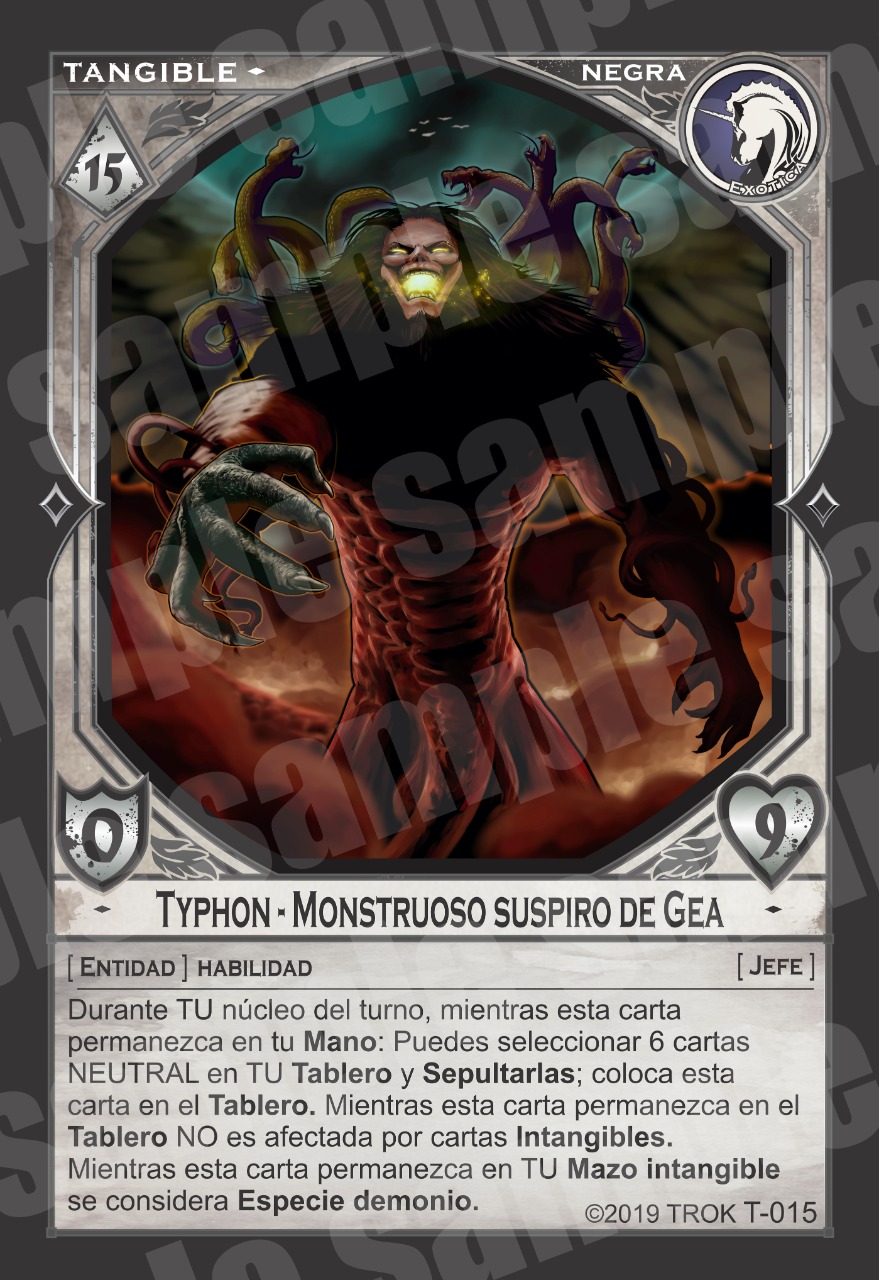 TANGIBLE
NEGRA
15
EXOTICA
0
9
TYPHON - MONSTRUOSO SUSPIRO DE GEA
[ ENTIDAD ] HABILIDAD
[ JEFE ]
Durante TU núcleo del turno, mientras esta carta
permanezca en tu Mano: Puedes seleccionar 6 cartas
NEUTRAL en TU Tablero y Sepultarlas; coloca esta
carta en el Tablero. Mientras esta carta permanezca en el
Tablero NO es afectada por cartas Intangibles.
Mientras esta carta permanezca en TU Mazo intangible
se considera Especie demonio.
©2019 TROK T-015
sample sample sample